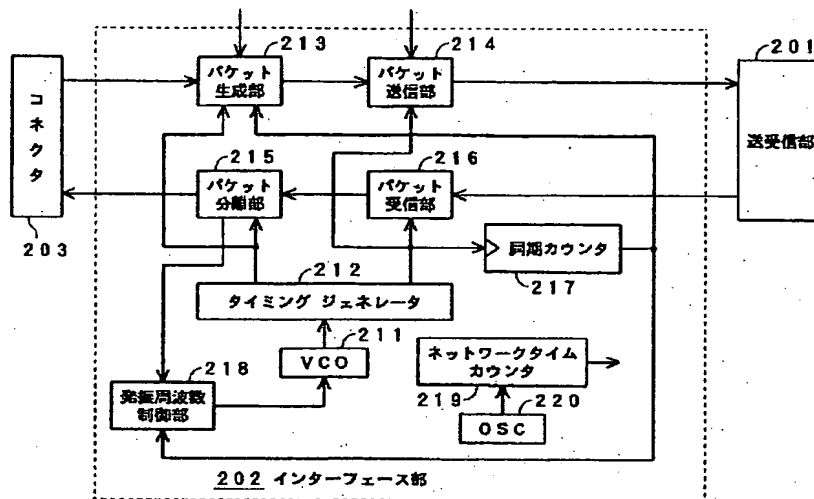 213
214
201
コネクタ
パケット
生成部
パケット
送信部
送受信部
215
216
パケット
分離部
パケット
受信部
203
同期カウンタ
217
212
タイミング ジェネレータ
211
VCO
218
発振周波数
制御部
ネットワークタイム
カウンタ
219
220
OSC
202 インターフェース部